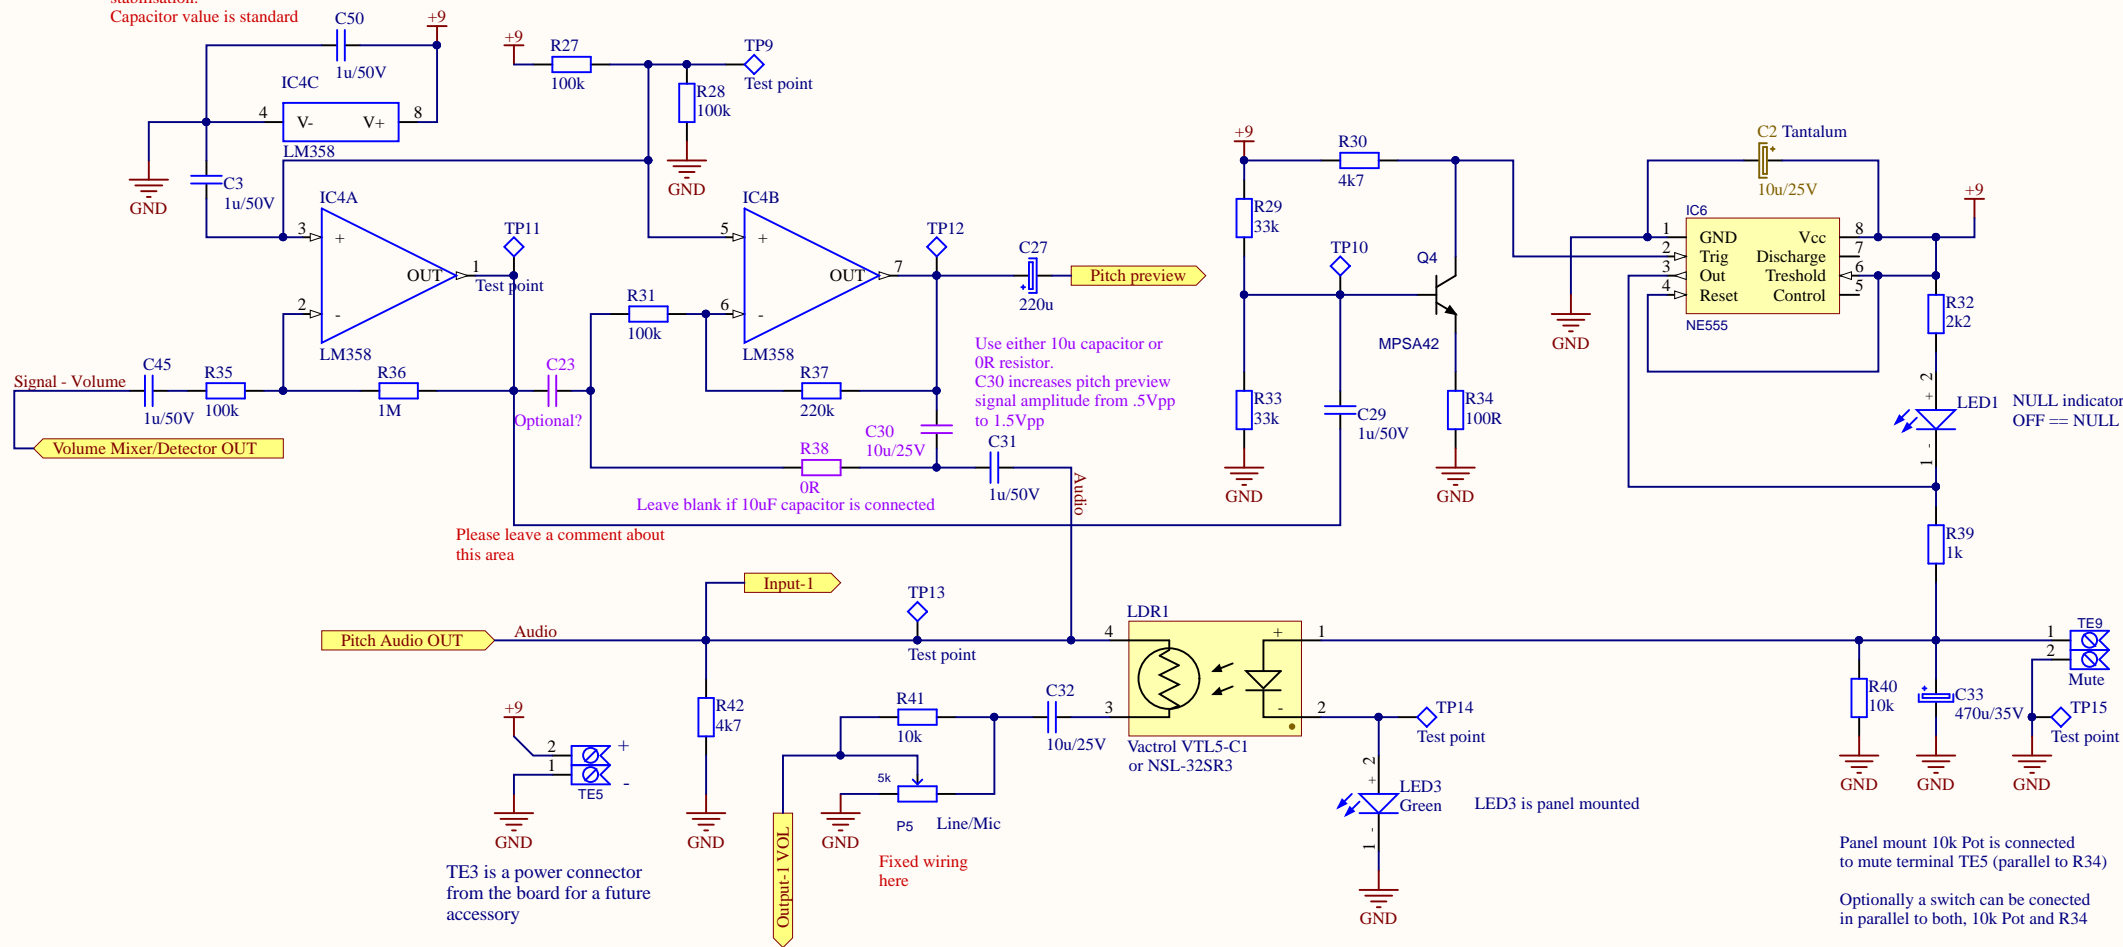 stabilisation.
Capacitor value is standard
C50
1u/50V
+9
IC4C
4
V-
V+
8
LM358
GND
C3
1u/50V
+9
R27
100k
TP9
Test point
R28
100k
GND
IC4A
3
+
2
-
OUT
1
LM358
TP11
Test point
IC4B
5
+
6
-
OUT
7
LM358
TP12
C27
220u
Pitch preview
R31
100k
C23
Optional?
R37
220k
Signal - Volume
C45
1u/50V
R35
100k
R36
1M
Volume Mixer/Detector OUT
Use either 10u capacitor or
0R resistor.
C30 increases pitch preview
signal amplitude from .5Vpp
to 1.5Vpp
C30
10u/25V
R38
0R
C31
1u/50V
Leave blank if 10uF capacitor is connected
Audio
Please leave a comment about
this area
+9
R30
4k7
R29
33k
TP10
Q4
MPSA42
R33
33k
GND
C29
1u/50V
R34
100R
GND
C2 Tantalum
10u/25V
+9
IC6
1
GND
Vcc
8
2
Trig
Discharge
7
3
Out
Treshold
6
4
Reset
Control
5
NE555
GND
R32
2k2
2
+
LED1
-
1
NULL indicator
OFF == NULL
R39
1k
Input-1
Pitch Audio OUT
Audio
TP13
Test point
LDR1
4
3
+
-
1
2
Vactrol VTL5-C1
or NSL-32SR3
R42
4k7
GND
R41
10k
C32
10u/25V
5k
P5
Line/Mic
GND
Fixed wiring
here
Output-1 VOL
+9
2
1
+
-
TE5
GND
TE3 is a power connector
from the board for a future
accessory
TP14
Test point
2
+
LED3
Green
-
1
GND
LED3 is panel mounted
R40
10k
GND
C33
470u/35V
GND
TE9
1
2
Mute
TP15
Test point
GND
Panel mount 10k Pot is connected
to mute terminal TE5 (parallel to R34)
Optionally a switch can be conected
in parallel to both, 10k Pot and R34